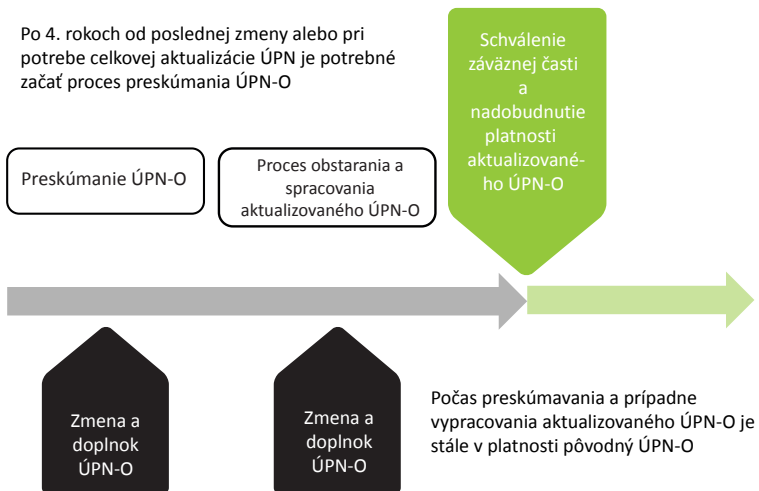 Po 4. rokoch od poslednej zmeny alebo pri
potrebe celkovej aktualizácie ÚPN je potrebné
začať proces preskúmania ÚPN-O
Schválenie
záväznej časti
a
nadobudnutie
platnosti
aktualizované-
ho ÚPN-O
Preskúmanie ÚPN-O
Proces obstarania a
spracovania
aktualizovaného ÚPN-O
Zmena a
doplnok
ÚPN-O
Zmena a
doplnok
ÚPN-O
Počas preskúmavania a prípadne
vypracovania aktualizovaného ÚPN-O je
stále v platnosti pôvodný ÚPN-O